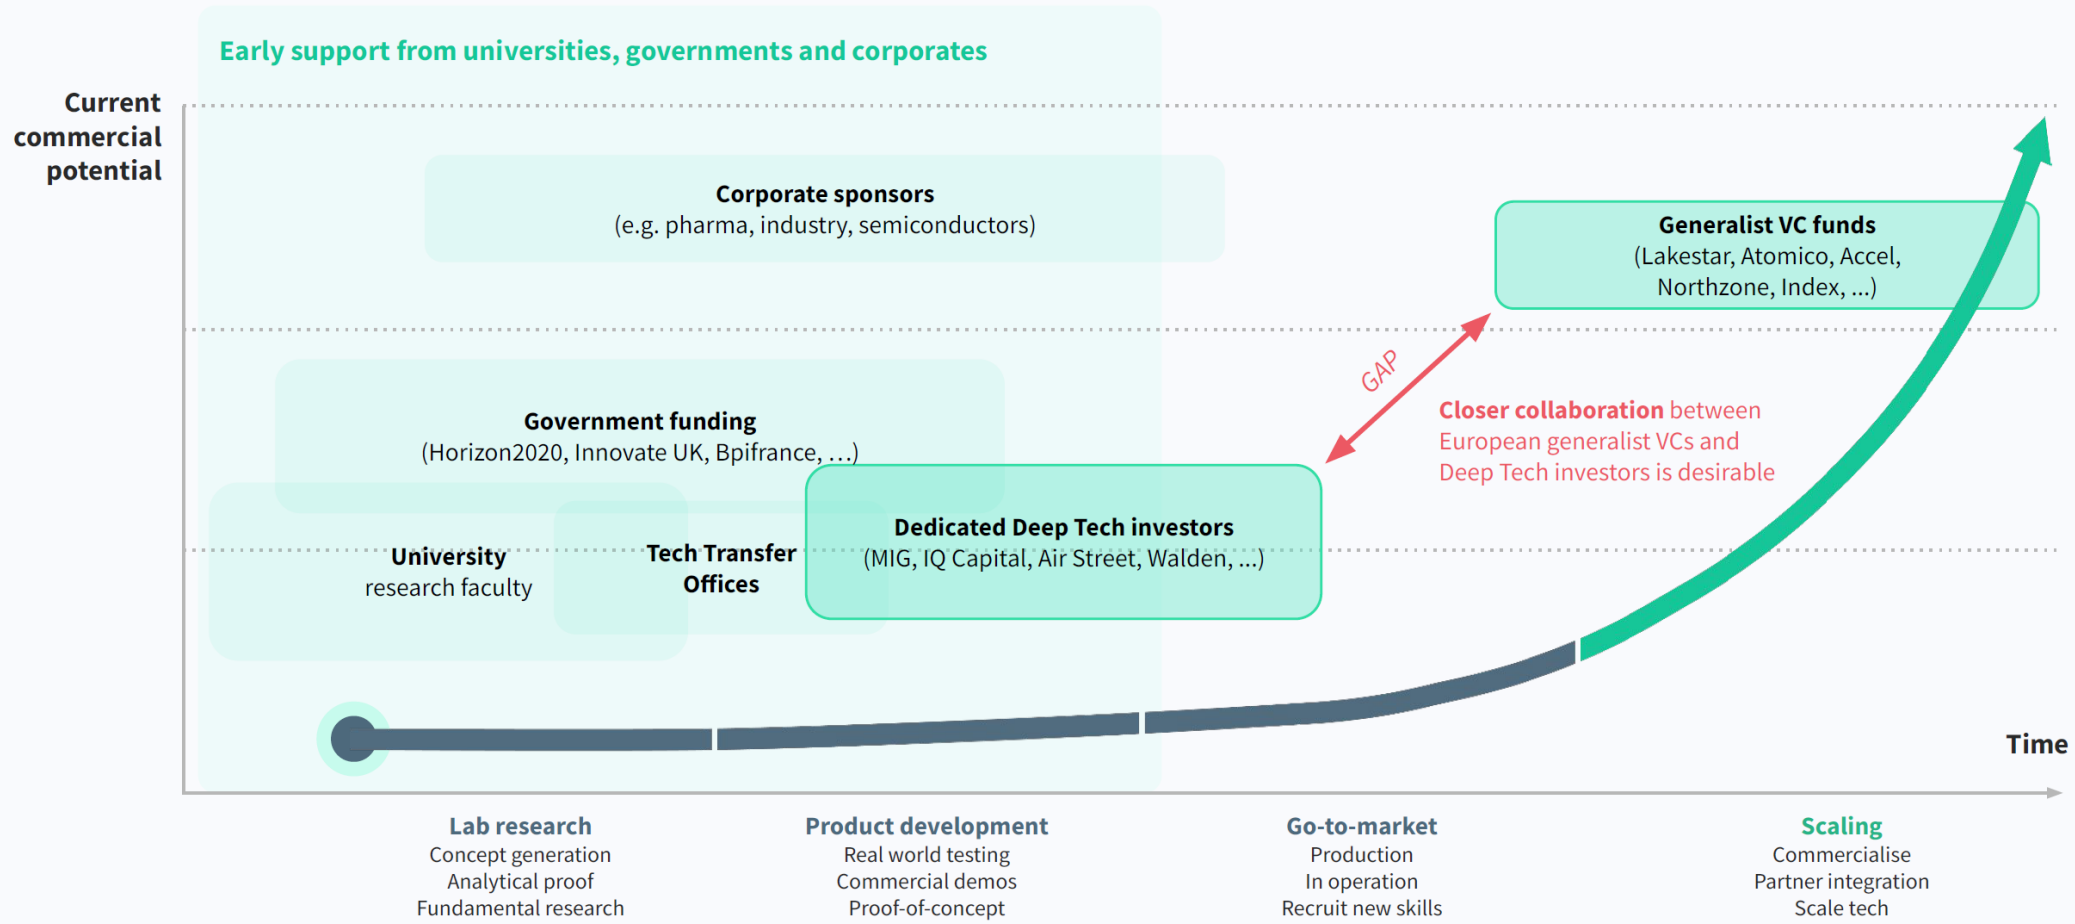 Early support from universities, governments and corporates
Current
commercial
potential
Corporate sponsors
(e.g. pharma, industry, semiconductors)
Generalist VC funds
(Lakestar, Atomico, Accel,
Northzone, Index, ...)
GAP
Closer collaboration between
European generalist VCs and
Deep Tech investors is desirable
Government funding
(Horizon2020, Innovate UK, Bpifrance, …)
Dedicated Deep Tech investors
(MIG, IQ Capital, Air Street, Walden, ...)
University
research faculty
Tech Transfer
Offices
Time
Lab research
Concept generation
Analytical proof
Fundamental research
Product development
Real world testing
Commercial demos
Proof-of-concept
Go-to-market
Production
In operation
Recruit new skills
Scaling
Commercialise
Partner integration
Scale tech